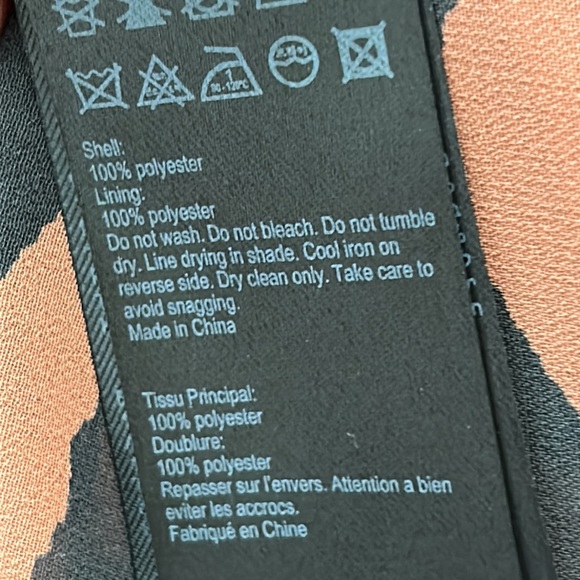 Shell:
100% polyester
Lining:
100% polyester
Do not wash. Do not bleach. Do not tumble
dry. Line drying in shade. Cool iron on
reverse side. Dry clean only. Take care to
avoid snagging.
Made in China
Tissu Principal:
100% polyester
Doublure:
100% polyester
Repasser sur l'envers. Attention a bien
eviter les accrocs.
Fabriqué en Chine